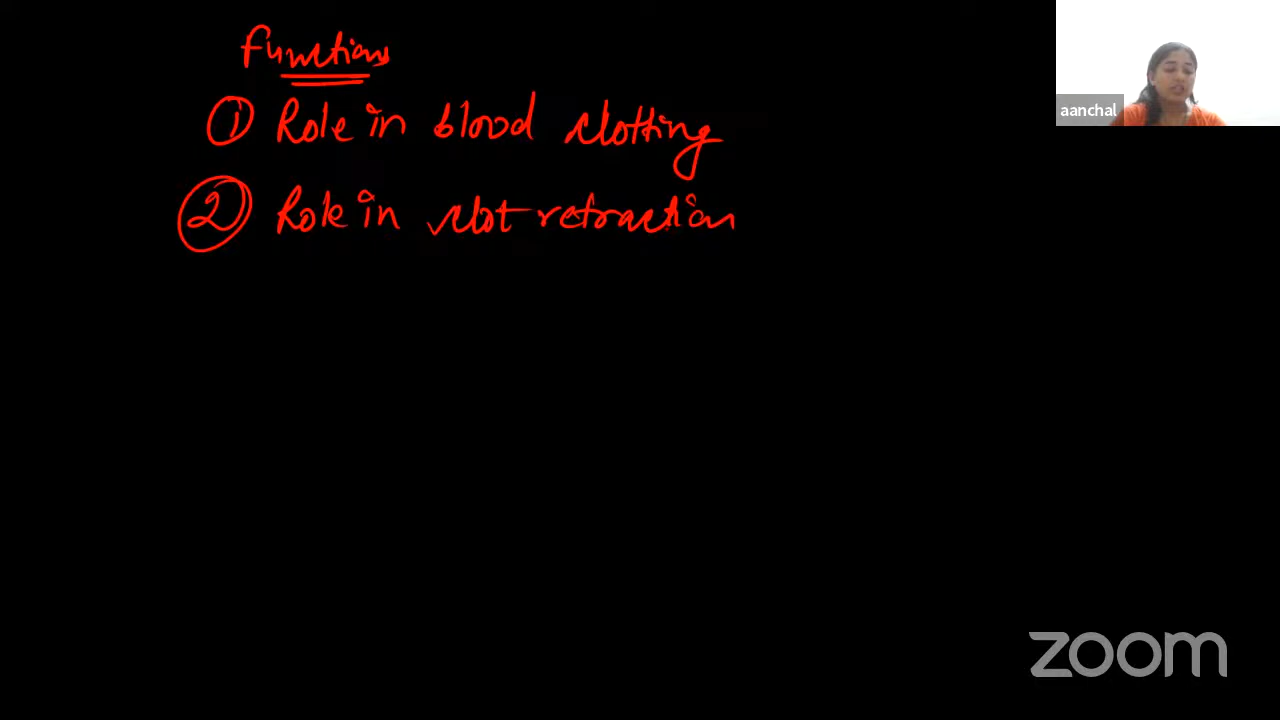 Functions
① Role in blood clotting
② Role in clot retraction
aanchal
zoom